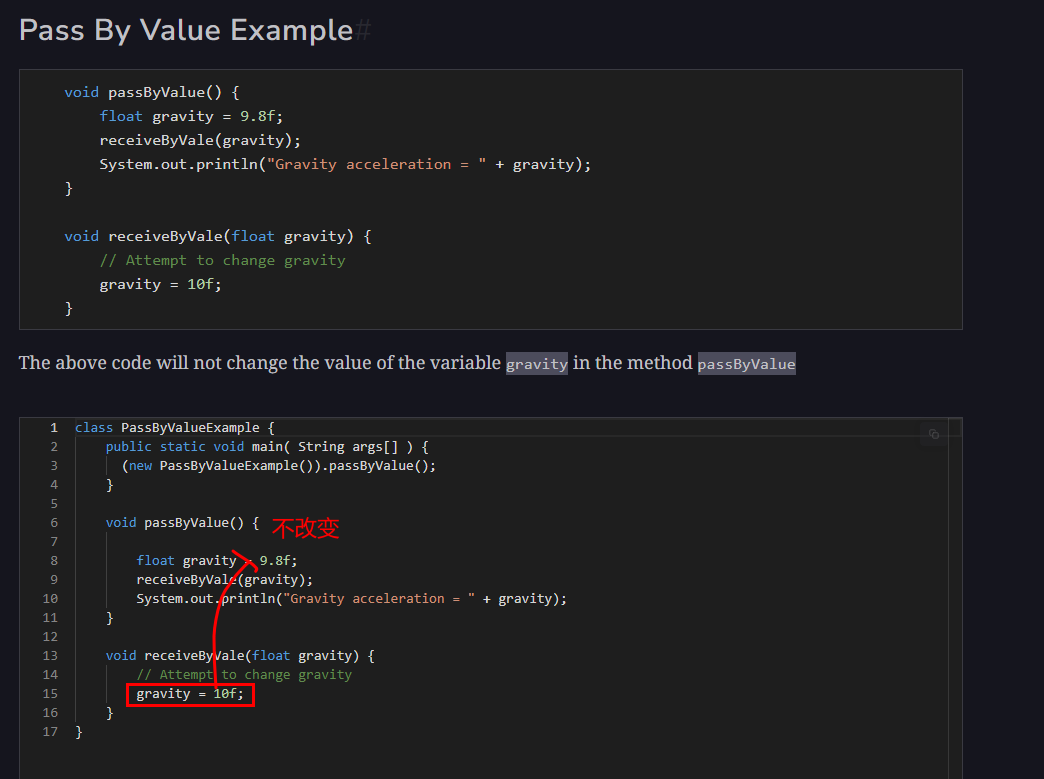 Pass By Value Example#
void passByValue() {
float gravity = 9.8f;
receiveByVale(gravity);
System.out.println("Gravity acceleration = " + gravity);
}
void receiveByVale(float gravity) {
// Attempt to change gravity
gravity = 10f;
}
The above code will not change the value of the variable gravity in the method passByValue
1 class PassByValueExample {
2 public static void main( String args[] ) {
3 (new PassByValueExample()).passByValue();
4 }
5
6 void passByValue() { 不改变
7
8 float gravity = 9.8f;
9 receiveByVale(gravity);
10 System.out.println("Gravity acceleration = " + gravity);
11 }
12
13 void receiveByVale(float gravity) {
14 // Attempt to change gravity
15 gravity = 10f;
16 }
17 }